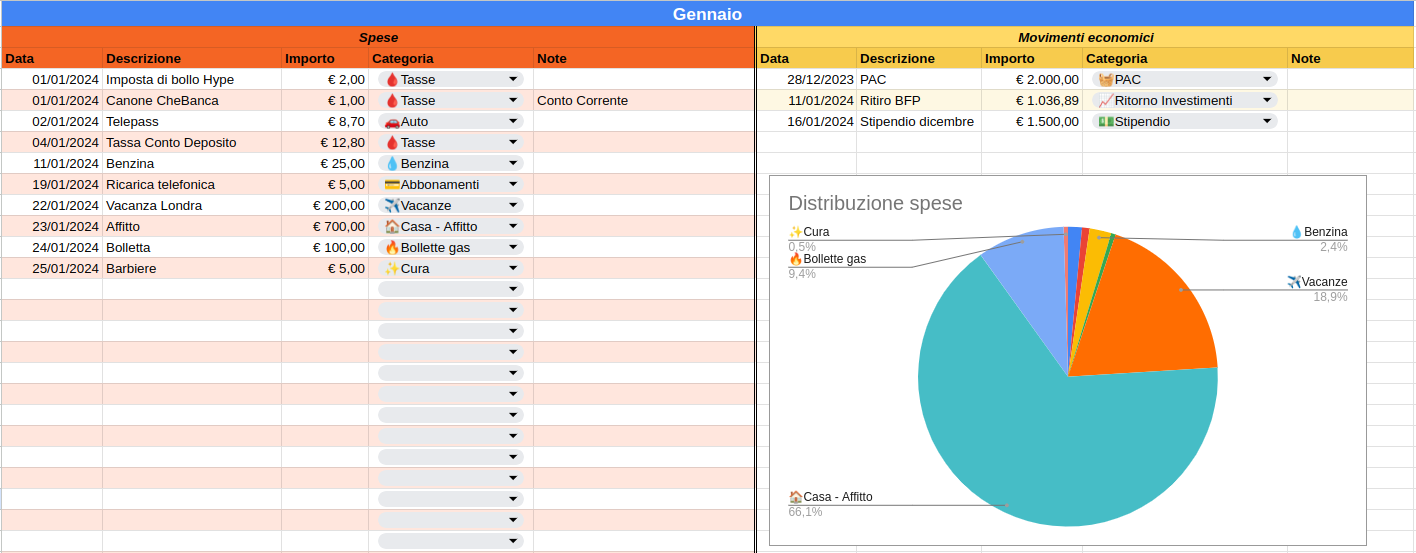 Gennaio
Spese
Data Descrizione Importo Categoria Note
01/01/2024 Imposta di bollo Hype € 2,00 🩸Tasse
01/01/2024 Canone CheBanca € 1,00 🩸Tasse Conto Corrente
02/01/2024 Telepass € 8,70 🚗Auto
04/01/2024 Tassa Conto Deposito € 12,80 🩸Tasse
11/01/2024 Benzina € 25,00 💧Benzina
19/01/2024 Ricarica telefonica € 5,00 💳Abbonamenti
22/01/2024 Vacanza Londra € 200,00 ✈️Vacanze
23/01/2024 Affitto € 700,00 🏠Casa - Affitto
24/01/2024 Bolletta € 100,00 🔥Bollette gas
25/01/2024 Barbiere € 5,00 ✨Cura
Movimenti economici
Data Descrizione Importo Categoria Note
28/12/2023 PAC € 2.000,00 🧺PAC
11/01/2024 Ritiro BFP € 1.036,89 📈Ritorno Investimenti
16/01/2024 Stipendio dicembre € 1.500,00 💵Stipendio
Distribuzione spese
✨Cura
0,5%
🔥Bollette gas
9,4%
💧Benzina
2,4%
✈️Vacanze
18,9%
🏠Casa - Affitto
66,1%